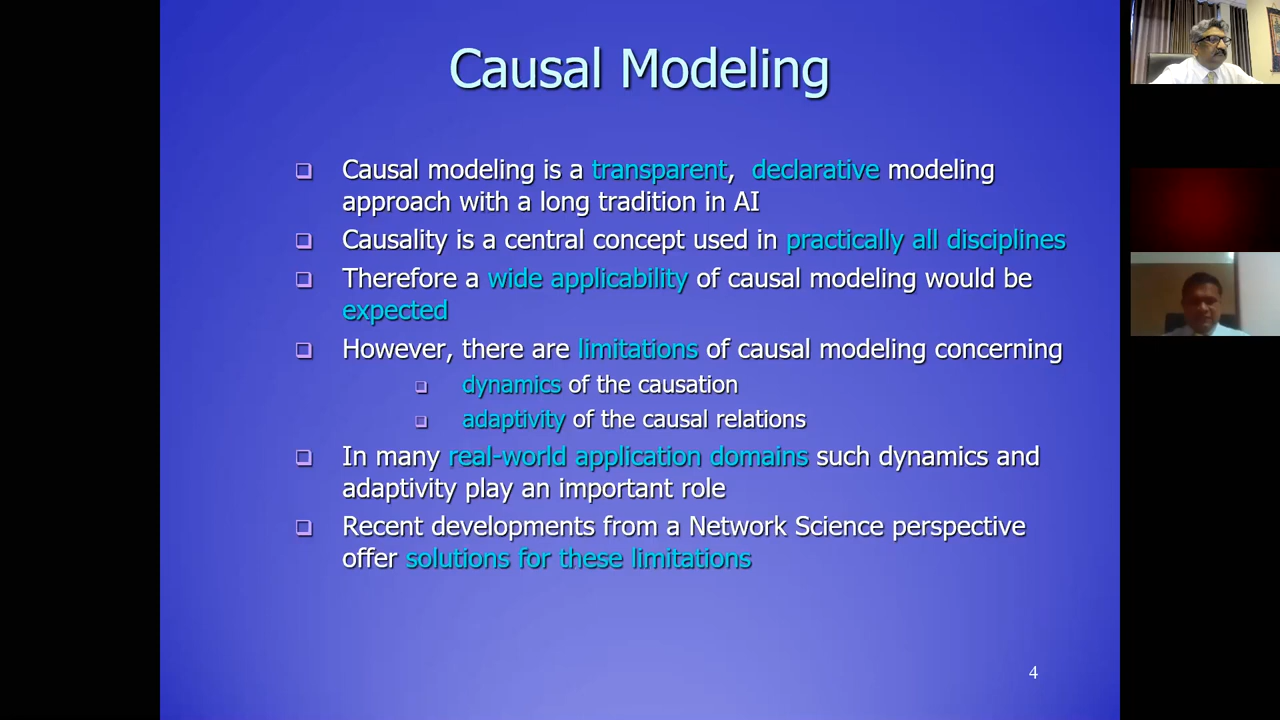 Causal Modeling
Causal modeling is a transparent, declarative modeling
approach with a long tradition in AI
Causality is a central concept used in practically all disciplines
Therefore a wide applicability of causal modeling would be
expected
However, there are limitations of causal modeling concerning
dynamics of the causation
adaptivity of the causal relations
In many real-world application domains such dynamics and
adaptivity play an important role
Recent developments from a Network Science perspective
offer solutions for these limitations
4